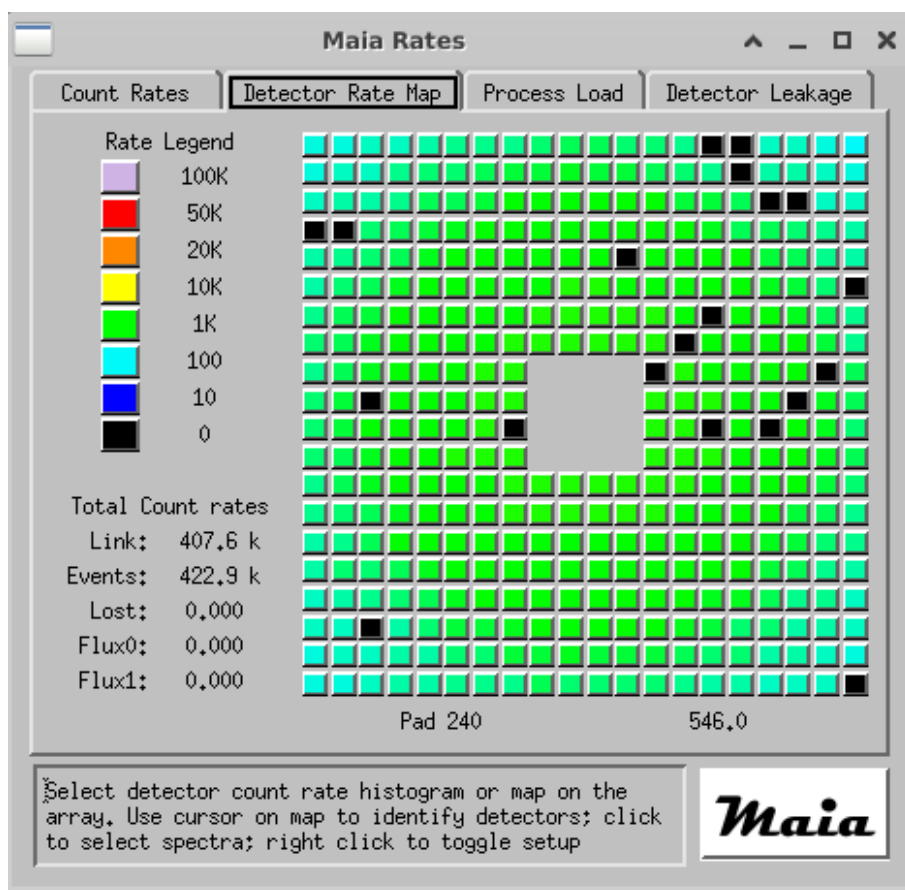 Maia Rates
Count Rates
Detector Rate Map
Process Load
Detector Leakage
Rate Legend
100K
50K
20K
10K
1K
100
10
0
Total Count rates
Link: 407.6 k
Events: 422.9 k
Lost: 0.000
Flux0: 0.000
Flux1: 0.000
Pad 240 546.0
Select detector count rate histogram or map on the
array. Use cursor on map to identify detectors; click
to select spectra; right click to toggle setup
Maia